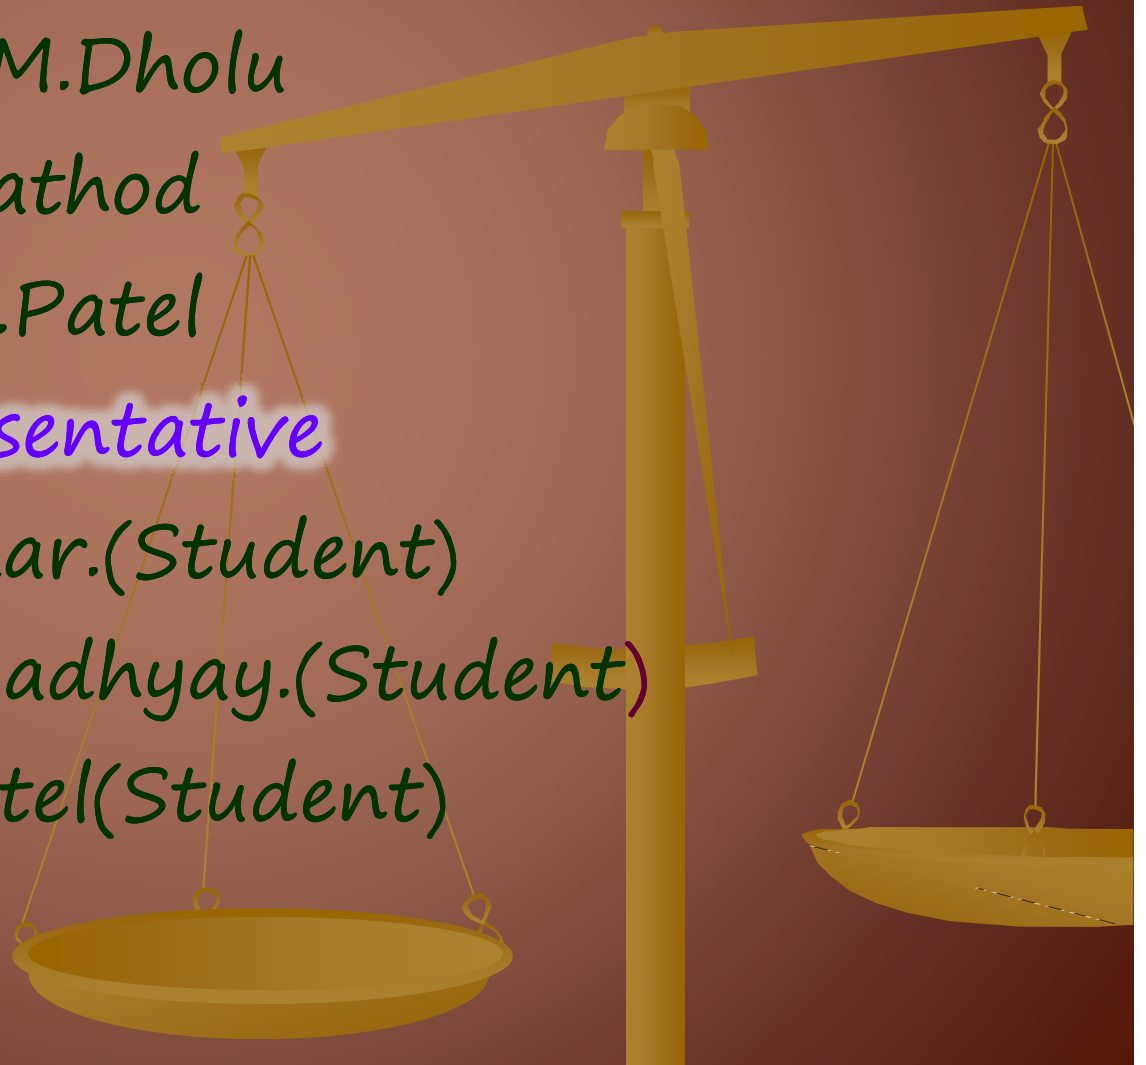 M.Dholu
athod
.Patel
sentative
ar.(Student)
adhyay.(Student)
tel(Student)